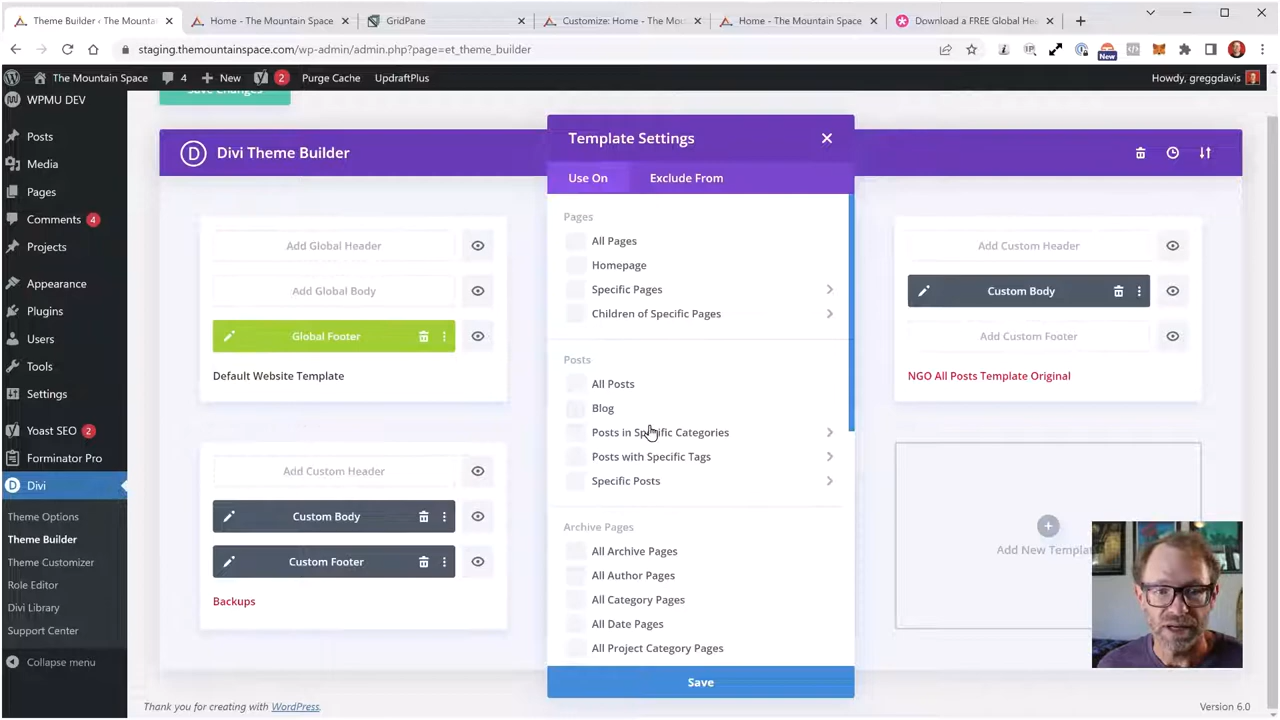 Theme Builder ‹ The Mountain
Home - The Mountain Space
GridPane
Customize: Home - The Mou
Home - The Mountain Space
Download a FREE Global He
staging.themountainspace.com/wp-admin/admin.php?page=et_theme_builder
New
The Mountain Space
4
New
2
Purge Cache
UpdraftPlus
Howdy, greggdavis
WPMU DEV
Posts
Media
Pages
Comments 4
Projects
Appearance
Plugins
Users
Tools
Settings
Yoast SEO 2
Forminator Pro
Divi
Theme Options
Theme Builder
Theme Customizer
Role Editor
Divi Library
Support Center
Collapse menu
Save Changes
D Divi Theme Builder
Add Global Header
Add Global Body
Global Footer
Default Website Template
Add Custom Header
Custom Body
Custom Footer
Backups
Template Settings
Use On
Exclude From
Pages
All Pages
Homepage
Specific Pages
Children of Specific Pages
Posts
All Posts
Blog
Posts in Specific Categories
Posts with Specific Tags
Specific Posts
Archive Pages
All Archive Pages
All Author Pages
All Category Pages
All Date Pages
All Project Category Pages
Save
Add Custom Header
Custom Body
Add Custom Footer
NGO All Posts Template Original
Add New Templat
Thank you for creating with WordPress.
Version 6.0